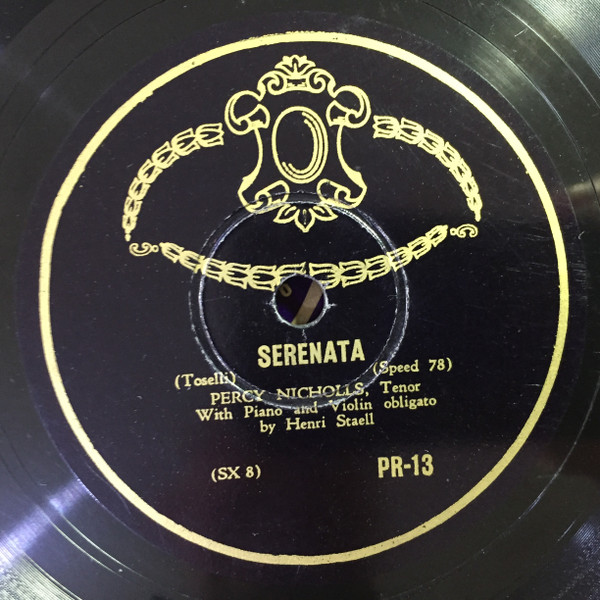 SERENATA
(Toselli) (Speed 78)
PERCY NICHOLLS, Tenor
With Piano and Violin obligato
by Henri Staell
(SX 8) PR-13